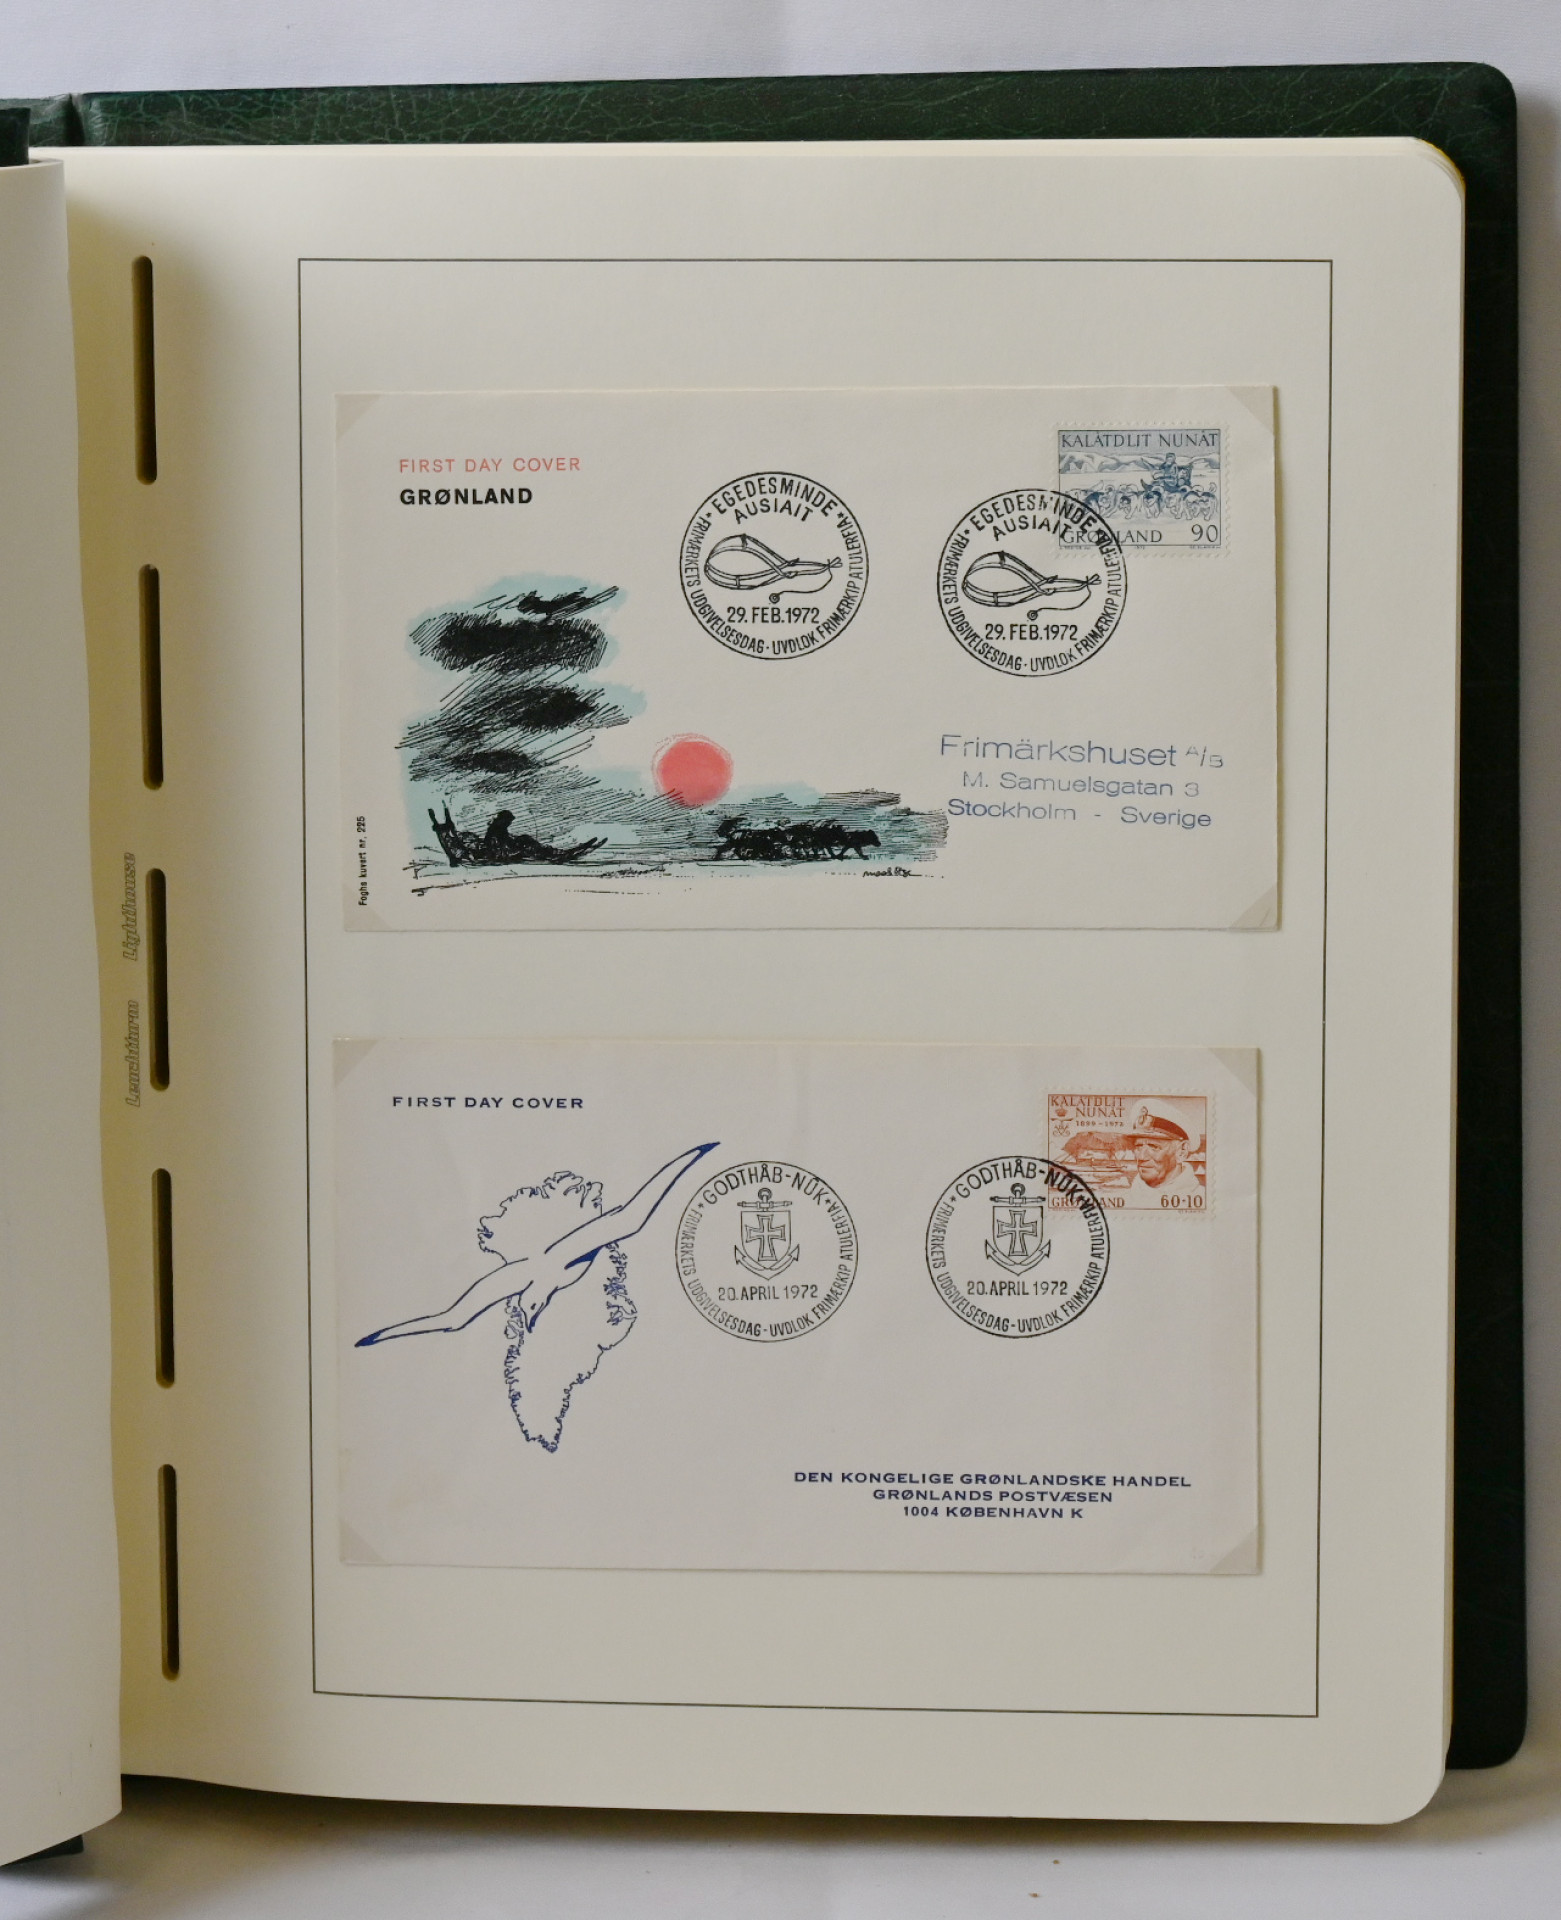 FIRST DAY COVER
GRØNLAND
EGEDESMINDE
AUSIAIT
29. FEB. 1972
FRIMÆRKETS UDGIVELSESDAG · UVDLOK FRIMÆRKIP ATULERFIA
EGEDESMINDE
AUSIAIT
29. FEB. 1972
FRIMÆRKETS UDGIVELSESDAG · UVDLOK FRIMÆRKIP ATULERFIA
KALÂTDLIT NUNÂT
GRØNLAND 90
Frimärkshuset A/B
M. Samuelsgatan 3
Stockholm - Sverige
Foghs kuvert nr. 225
Leuchtturm Lighthouse
FIRST DAY COVER
GODTHÅB-NÛK
20. APRIL 1972
FRIMÆRKETS UDGIVELSESDAG - UVDLOK FRIMÆRKIP ATULERFIA
GODTHÅB-NÛK
20. APRIL 1972
FRIMÆRKETS UDGIVELSESDAG - UVDLOK FRIMÆRKIP ATULERFIA
KALÂTDLIT
NUNÂT
1899-1972
GRØNLAND 60+10
DEN KONGELIGE GRØNLANDSKE HANDEL
GRØNLANDS POSTVÆSEN
1004 KØBENHAVN K